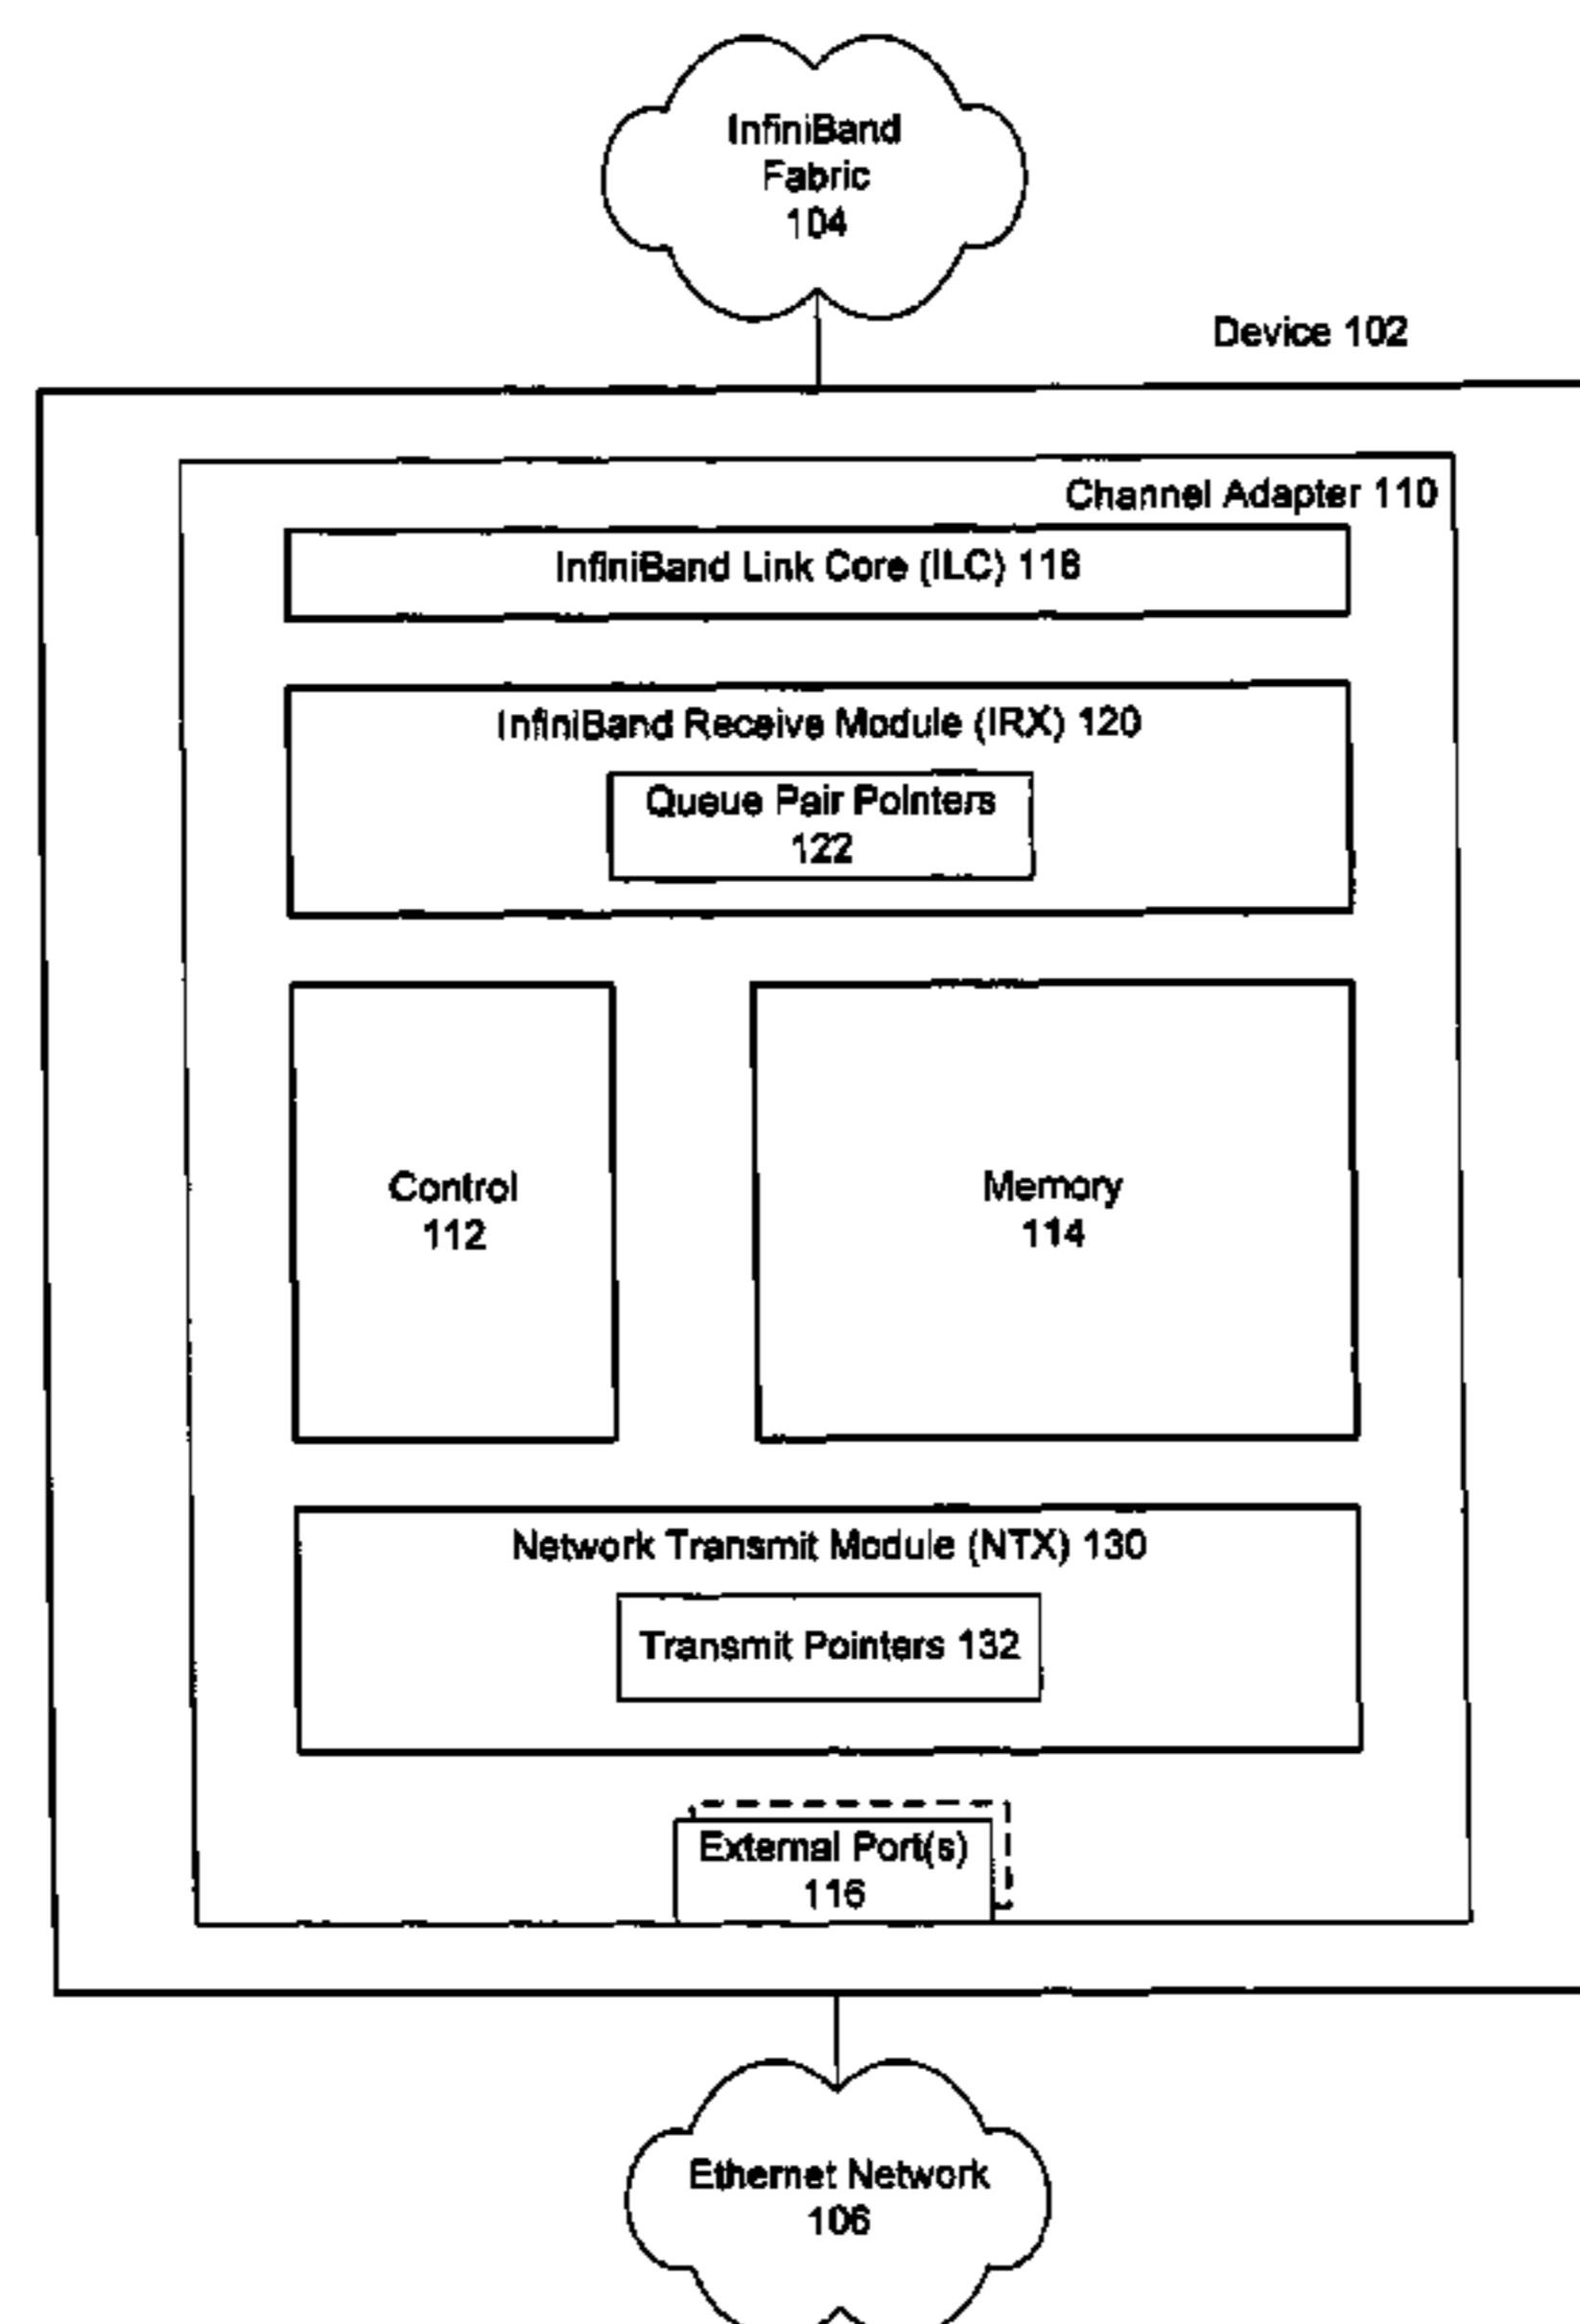 InfiniBand
Fabric
104
Device 102
Channel Adapter 110
InfiniBand Link Core (ILC) 118
InfiniBand Receive Module (IRX) 120
Queue Pair Pointers
122
Control
112
Memory
114
Network Transmit Module (NTX) 130
Transmit Pointers 132
External Port(s)
116
Ethernet Network
106